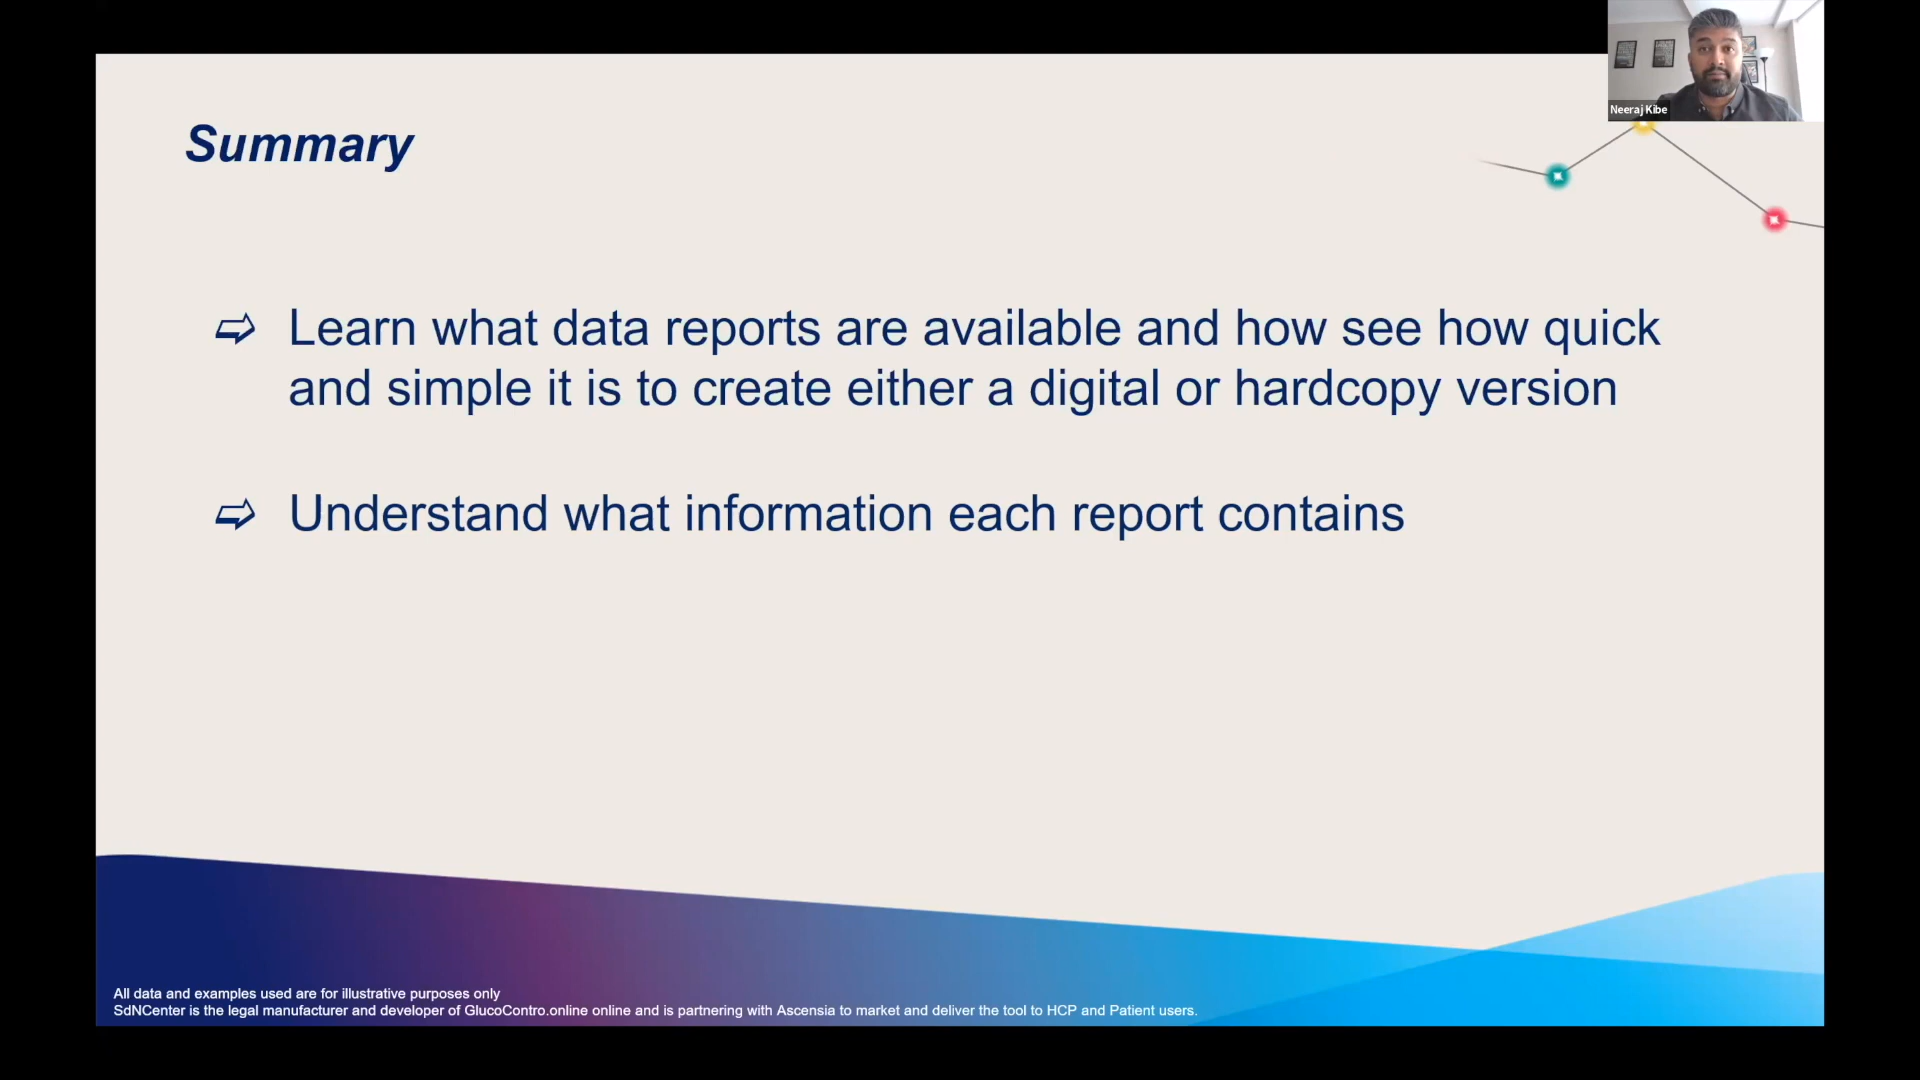 Neeraj Kibe
Summary
Learn what data reports are available and how see how quick
and simple it is to create either a digital or hardcopy version
Understand what information each report contains
All data and examples used are for illustrative purposes only
SdNCenter is the legal manufacturer and developer of GlucoContro.online online and is partnering with Ascensia to market and deliver the tool to HCP and Patient users.